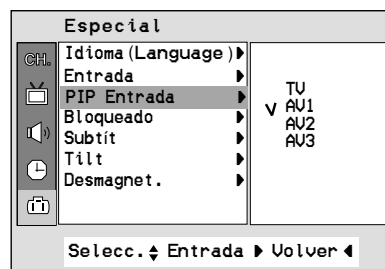 Especial
CH.
Idioma(Language)
Entrada
PIP Entrada
Bloqueado
Subtít
Tilt
Desmagnet.
TV
AV1
AV2
AV3
Selecc. Entrada Volver